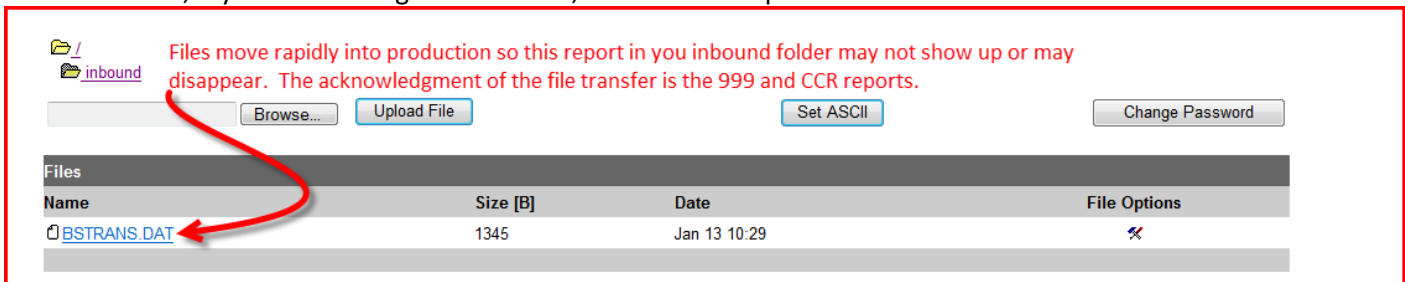 /
Files move rapidly into production so this report in you inbound folder may not show up or may
inbound
disappear. The acknowledgment of the file transfer is the 999 and CCR reports.
Browse... Upload File Set ASCII Change Password
Files
Name Size [B] Date File Options
BSTRANS.DAT 1345 Jan 13 10:29